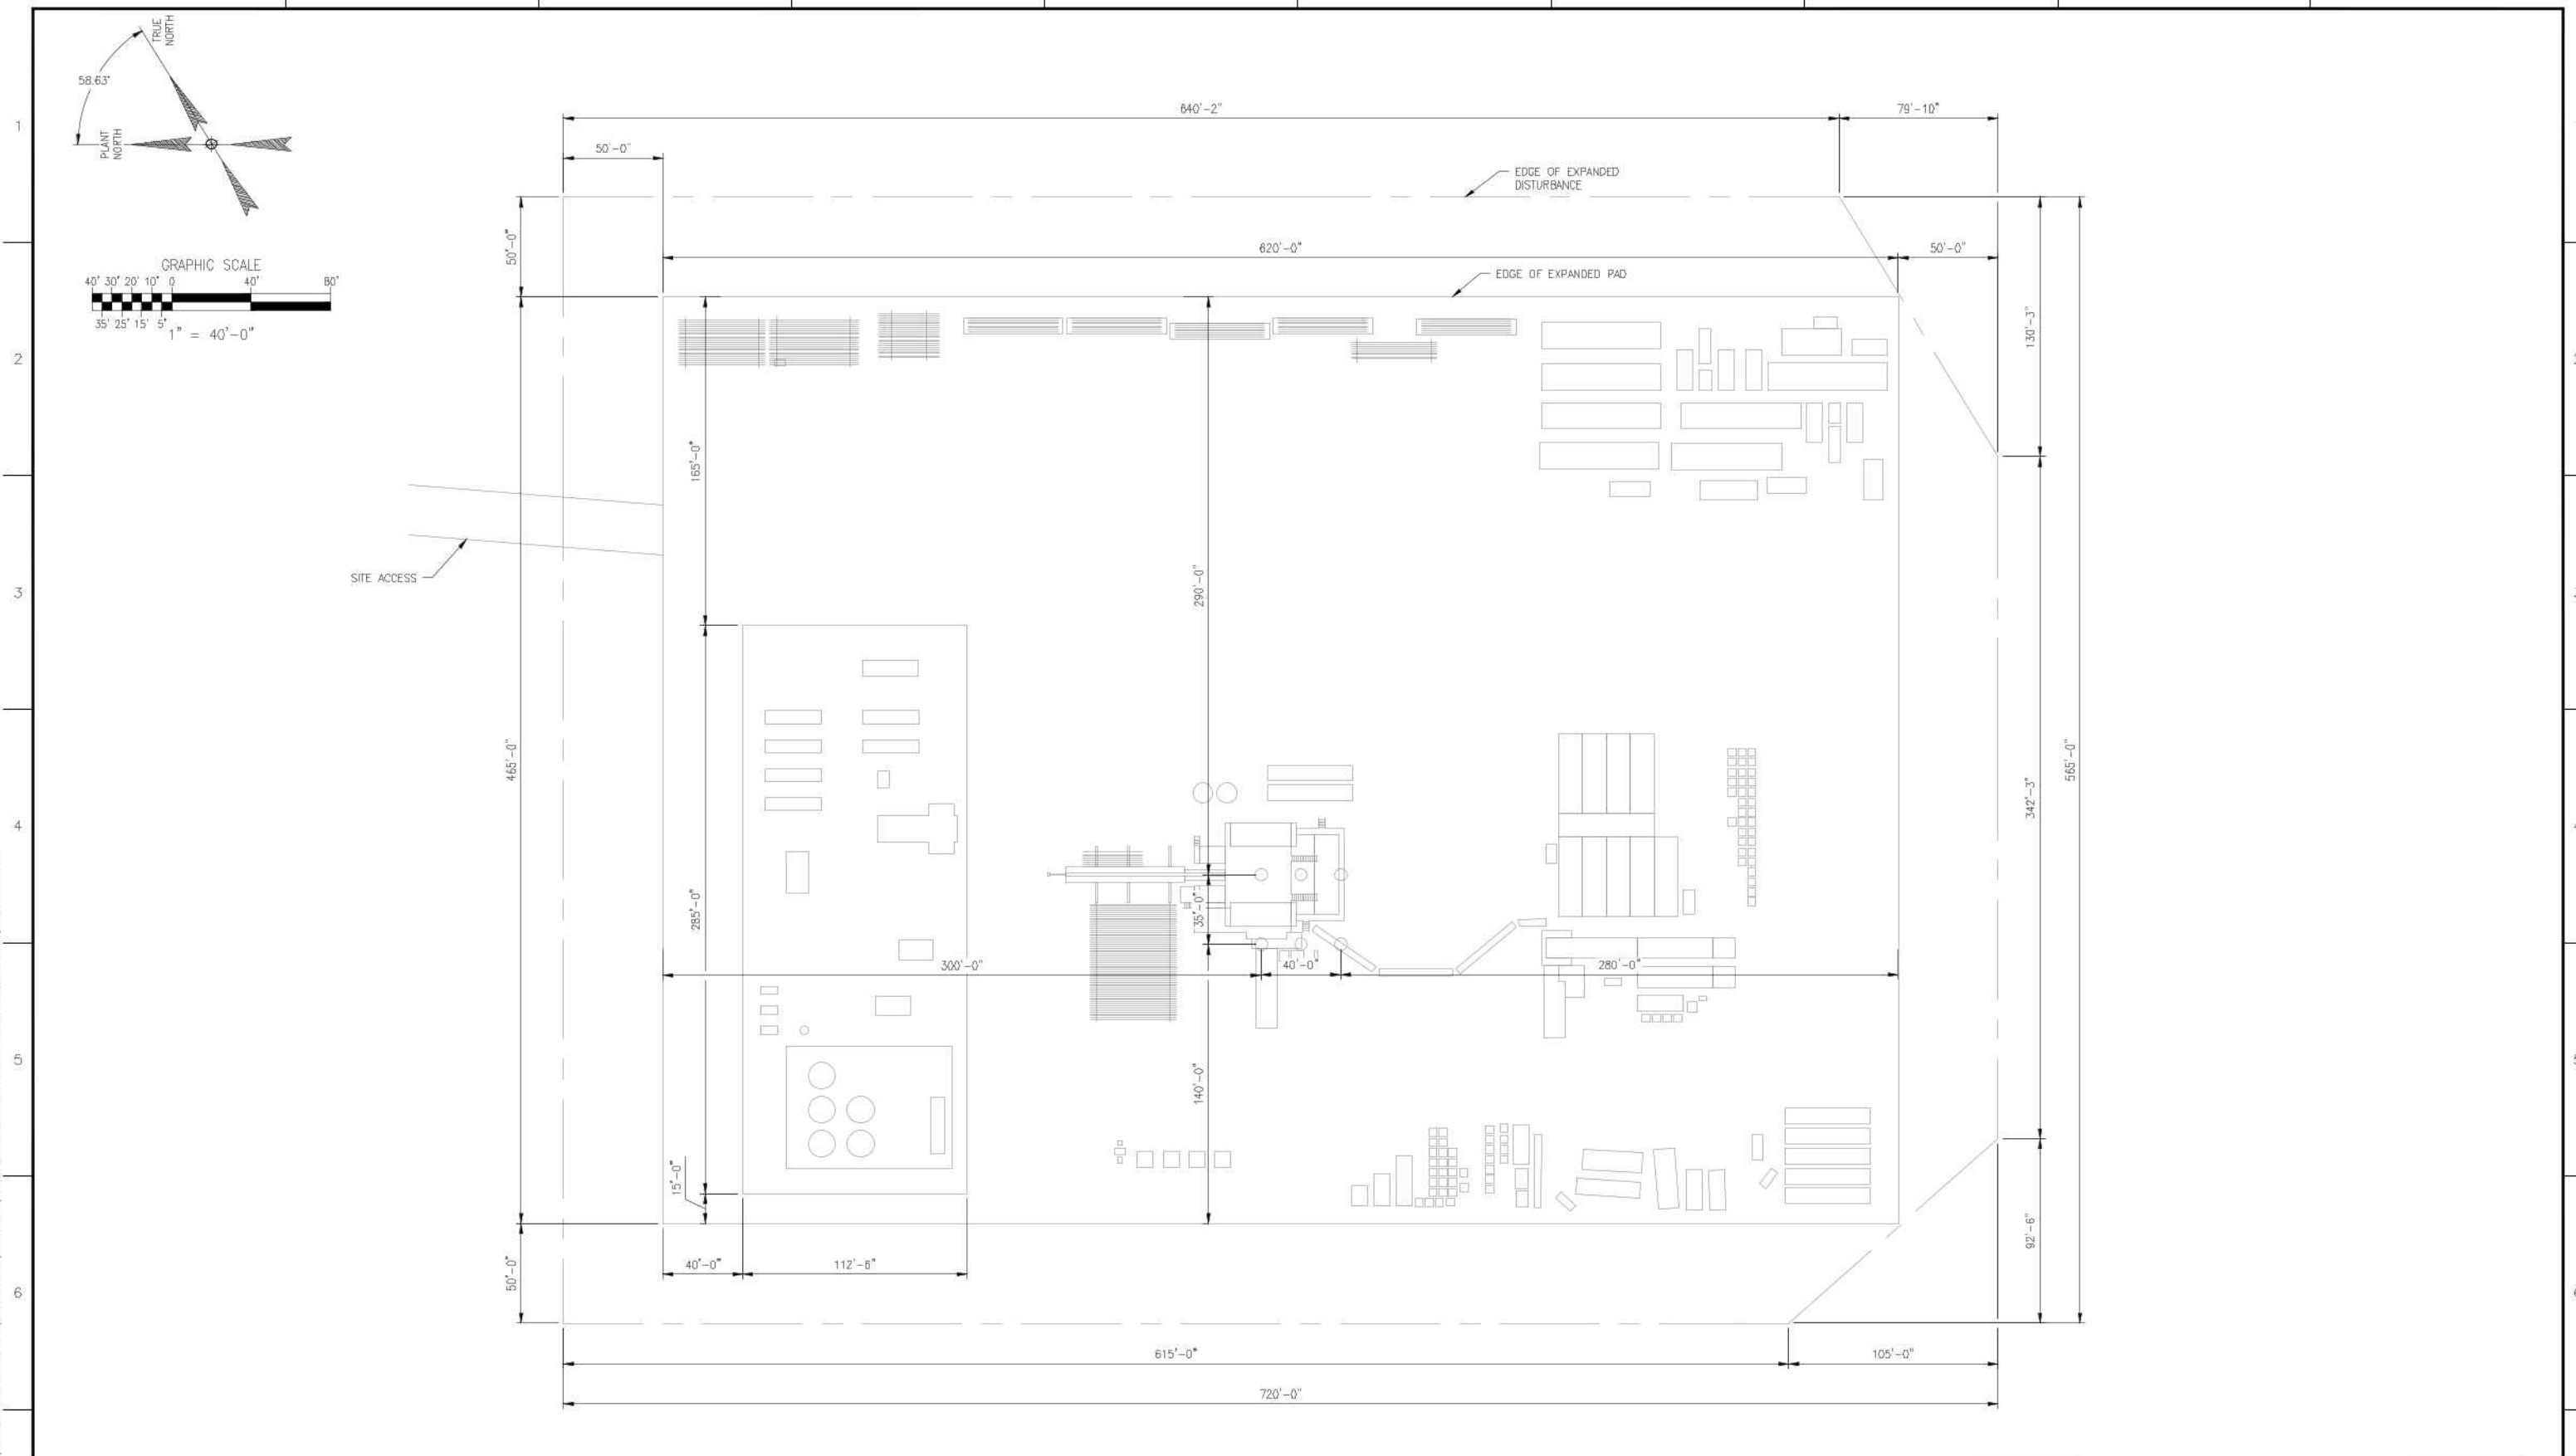 TRUE
NORTH
58.63°
PLANT
NORTH
GRAPHIC SCALE
40' 30' 20' 10' 0 40' 80'
35' 25' 15' 5'
1" = 40'-0"
640'-2"
79'-10"
50'-0"
EDGE OF EXPANDED
DISTURBANCE
50'-0"
620'-0"
50'-0"
EDGE OF EXPANDED PAD
130'-3"
165'-0"
SITE ACCESS
290'-0"
465'-0"
342'-3"
565'-0"
285'-0"
35'-0"
300'-0"
40'-0"
280'-0"
140'-0"
15'-0"
92'-6"
40'-0"
112'-6"
50'-0"
615'-0"
105'-0"
720'-0"
1
2
3
4
5
6